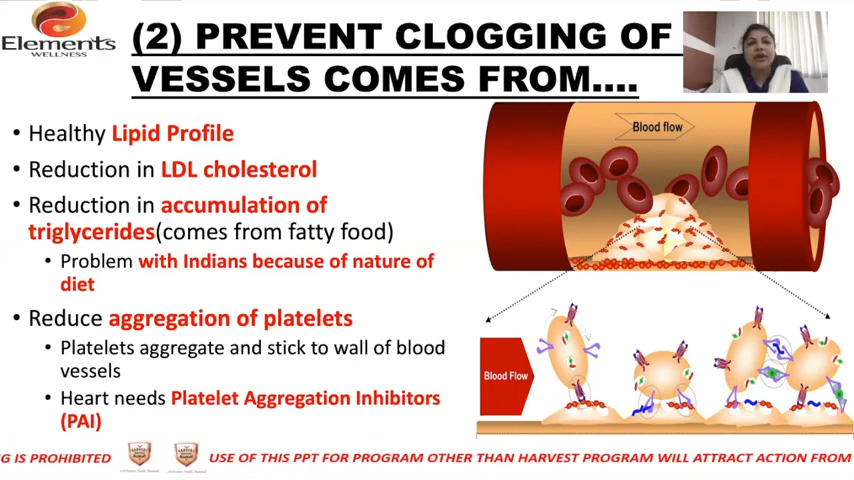 Elements
WELLNESS
(2) PREVENT CLOGGING OF
VESSELS COMES FROM....
• Healthy Lipid Profile
• Reduction in LDL cholesterol
• Reduction in accumulation of
triglycerides(comes from fatty food)
• Problem with Indians because of nature of
diet
• Reduce aggregation of platelets
• Platelets aggregate and stick to wall of blood
vessels
• Heart needs Platelet Aggregation Inhibitors
(PAI)
Blood flow
Blood Flow
G IS PROHIBITED
USE OF THIS PPT FOR PROGRAM OTHER THAN HARVEST PROGRAM WILL ATTRACT ACTION FROM